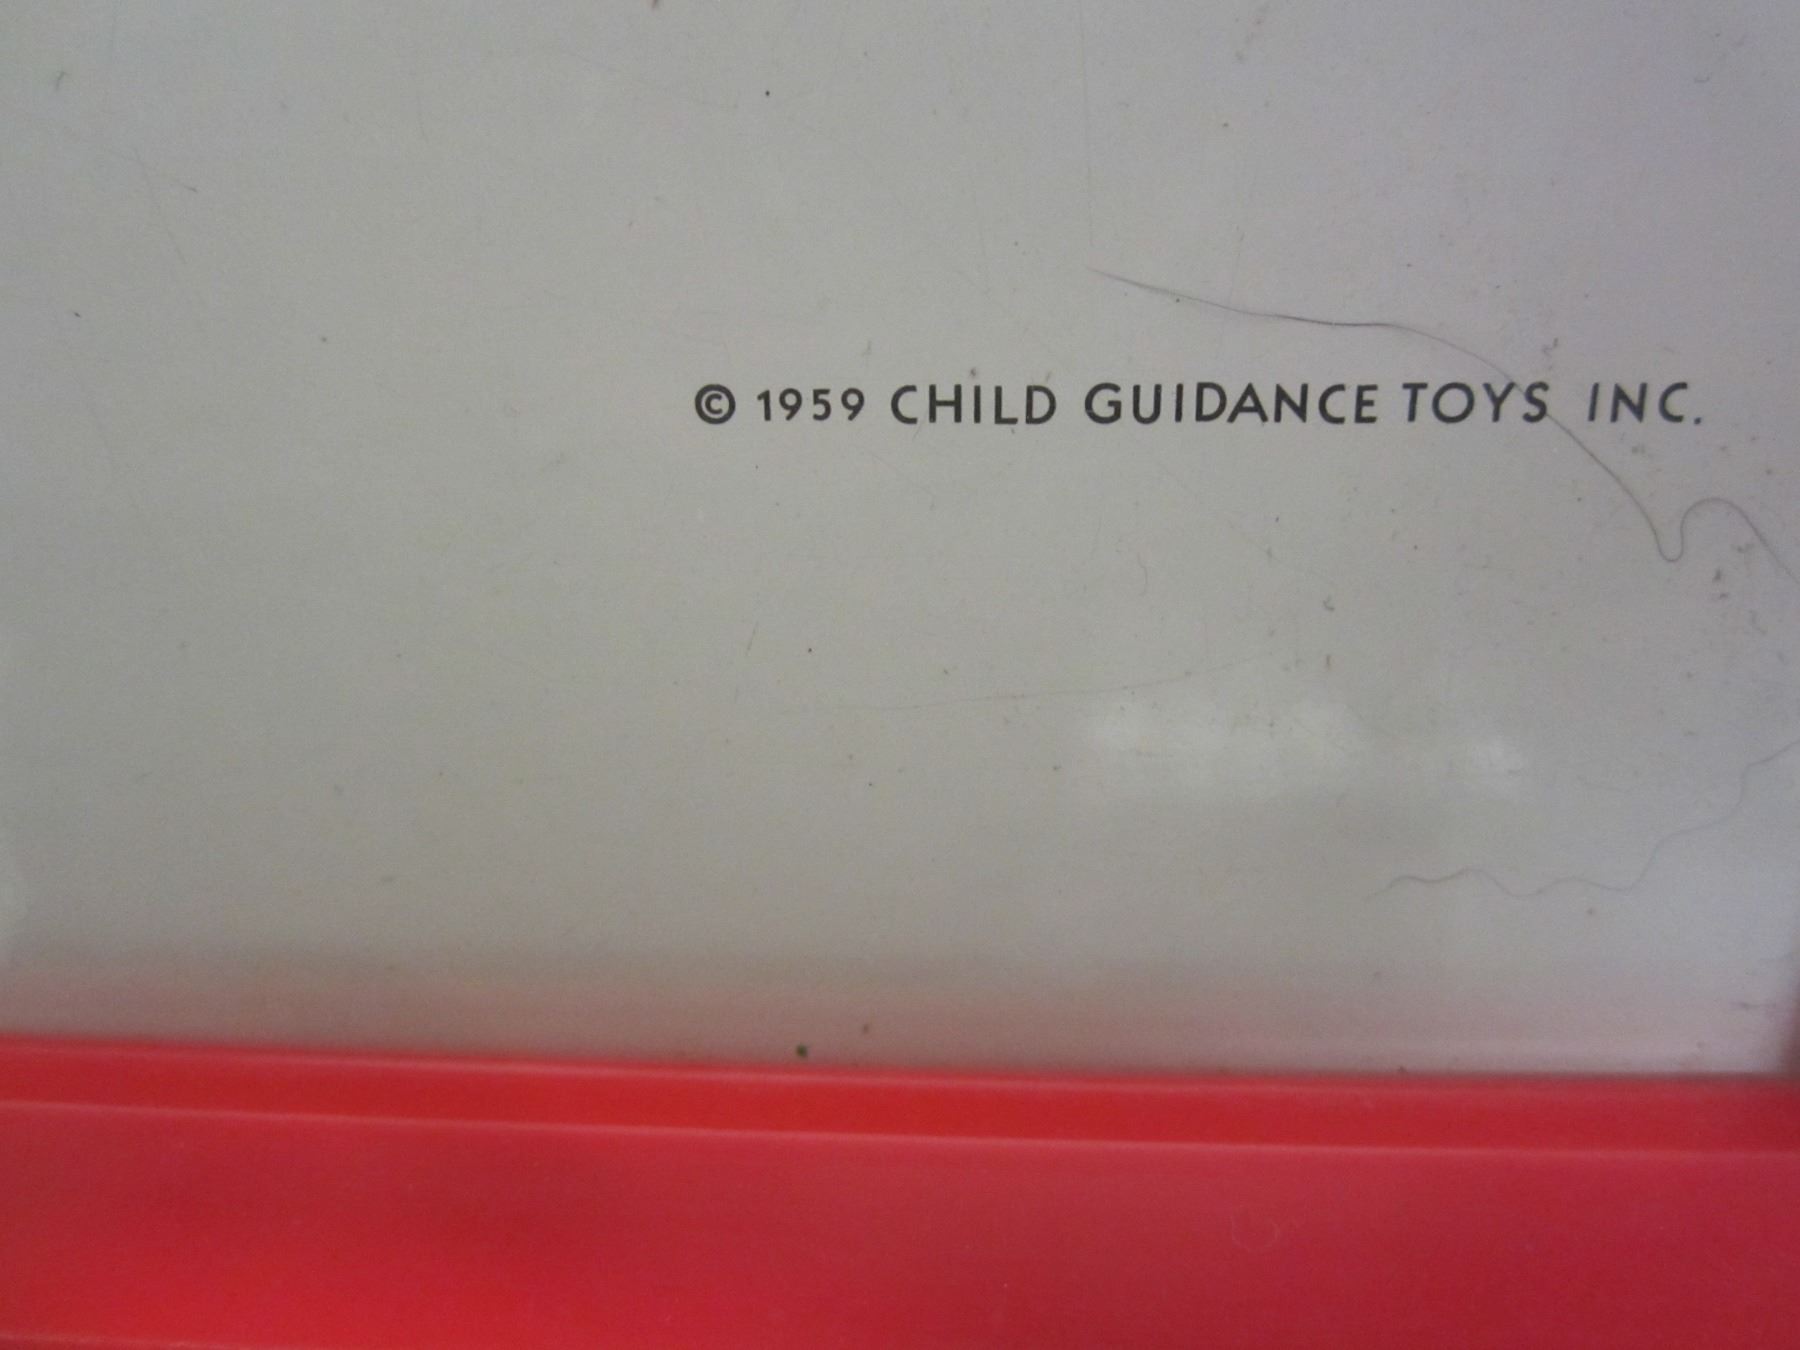 © 1959 CHILD GUIDANCE TOYS INC.